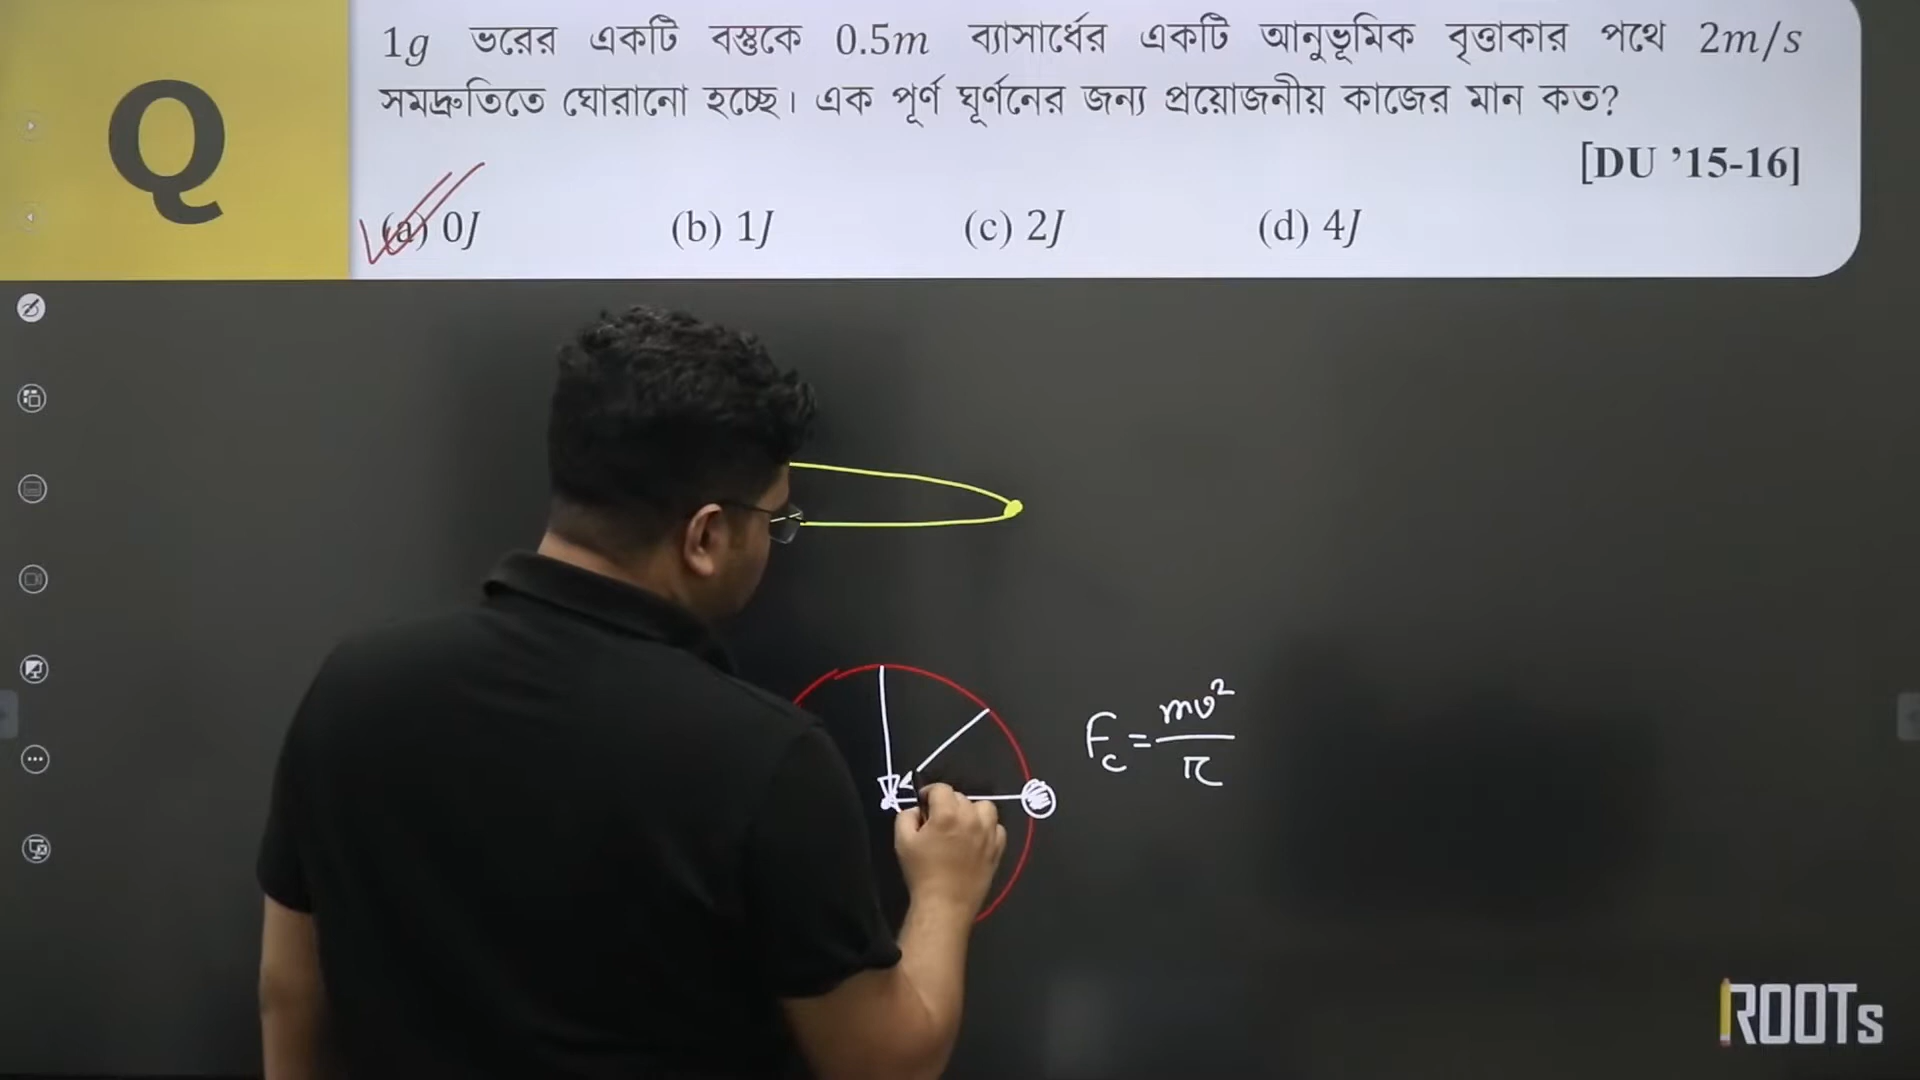 Q
1g ভরের একটি বস্তুকে 0.5m ব্যাসার্ধের একটি আনুভূমিক বৃত্তাকার পথে 2m/s
সমদ্রুতিতে ঘোরানো হচ্ছে। এক পূর্ণ ঘূর্ণনের জন্য প্রয়োজনীয় কাজের মান কত?
[DU ’15-16]
(a) 0J (b) 1J (c) 2J (d) 4J
F_c = mv²/r
ROOTs